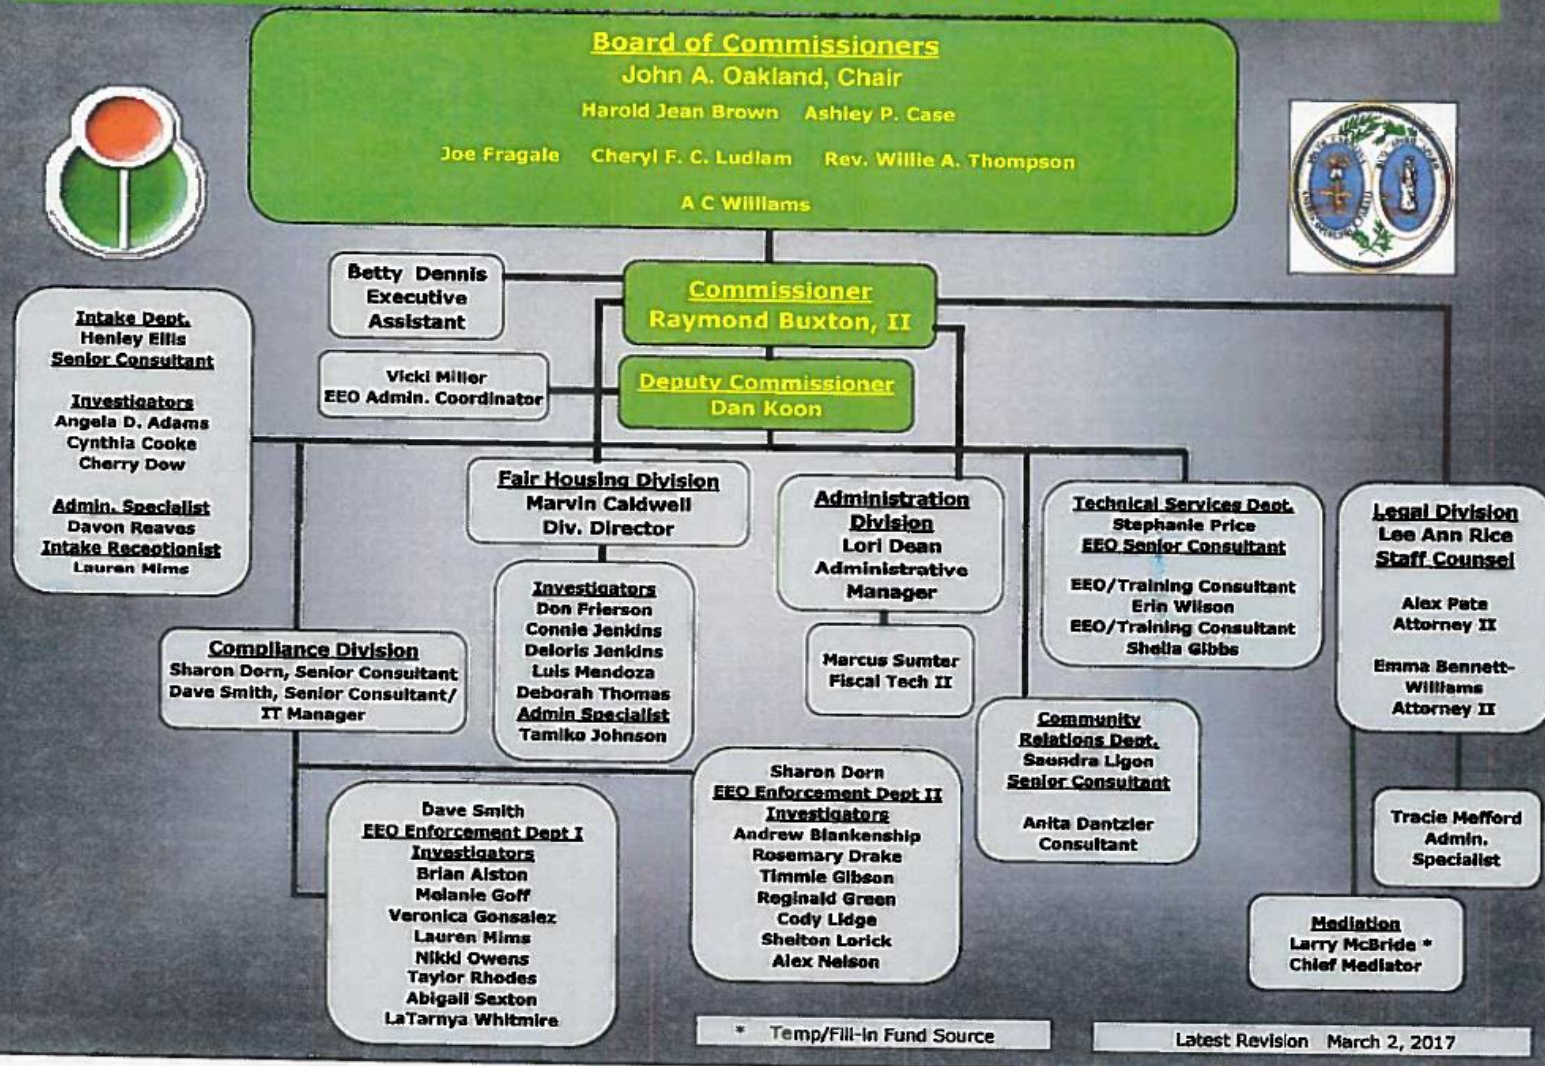 Board of Commissioners
John A. Oakland, Chair
Harold Jean Brown Ashley P. Case
Joe Fragale Cheryl F. C. Ludlam Rev. Willie A. Thompson
A C Williams
Betty Dennis
Executive
Assistant
Commissioner
Raymond Buxton, II
Vicki Miller
EEO Admin. Coordinator
Deputy Commissioner
Dan Koon
Intake Dept.
Henley Ellis
Senior Consultant
Investigators
Angela D. Adams
Cynthia Cooke
Cherry Dow
Admin. Specialist
Davon Reaves
Intake Receptionist
Lauren Mims
Fair Housing Division
Marvin Caldwell
Div. Director
Investigators
Don Frierson
Connie Jenkins
Deloris Jenkins
Luis Mendoza
Deborah Thomas
Admin Specialist
Tamiko Johnson
Administration
Division
Lori Dean
Administrative
Manager
Marcus Sumter
Fiscal Tech II
Technical Services Dept.
Stephanie Price
EEO Senior Consultant
EEO/Training Consultant
Erin Wilson
EEO/Training Consultant
Sheila Gibbs
Legal Division
Lee Ann Rice
Staff Counsel
Alex Pate
Attorney II
Emma Bennett-
Williams
Attorney II
Compliance Division
Sharon Dorn, Senior Consultant
Dave Smith, Senior Consultant/
IT Manager
Community
Relations Dept.
Saundra Ligon
Senior Consultant
Anita Dantzler
Consultant
Dave Smith
EEO Enforcement Dept I
Investigators
Brian Alston
Melanie Goff
Veronica Gonsalez
Lauren Mims
Nikki Owens
Taylor Rhodes
Abigail Sexton
LaTarnya Whitmire
Sharon Dorn
EEO Enforcement Dept II
Investigators
Andrew Blankenship
Rosemary Drake
Timmie Gibson
Reginald Green
Cody Lidge
Shelton Lorick
Alex Nelson
Tracie Mefford
Admin.
Specialist
Mediation
Larry McBride *
Chief Mediator
* Temp/Fill-in Fund Source
Latest Revision March 2, 2017